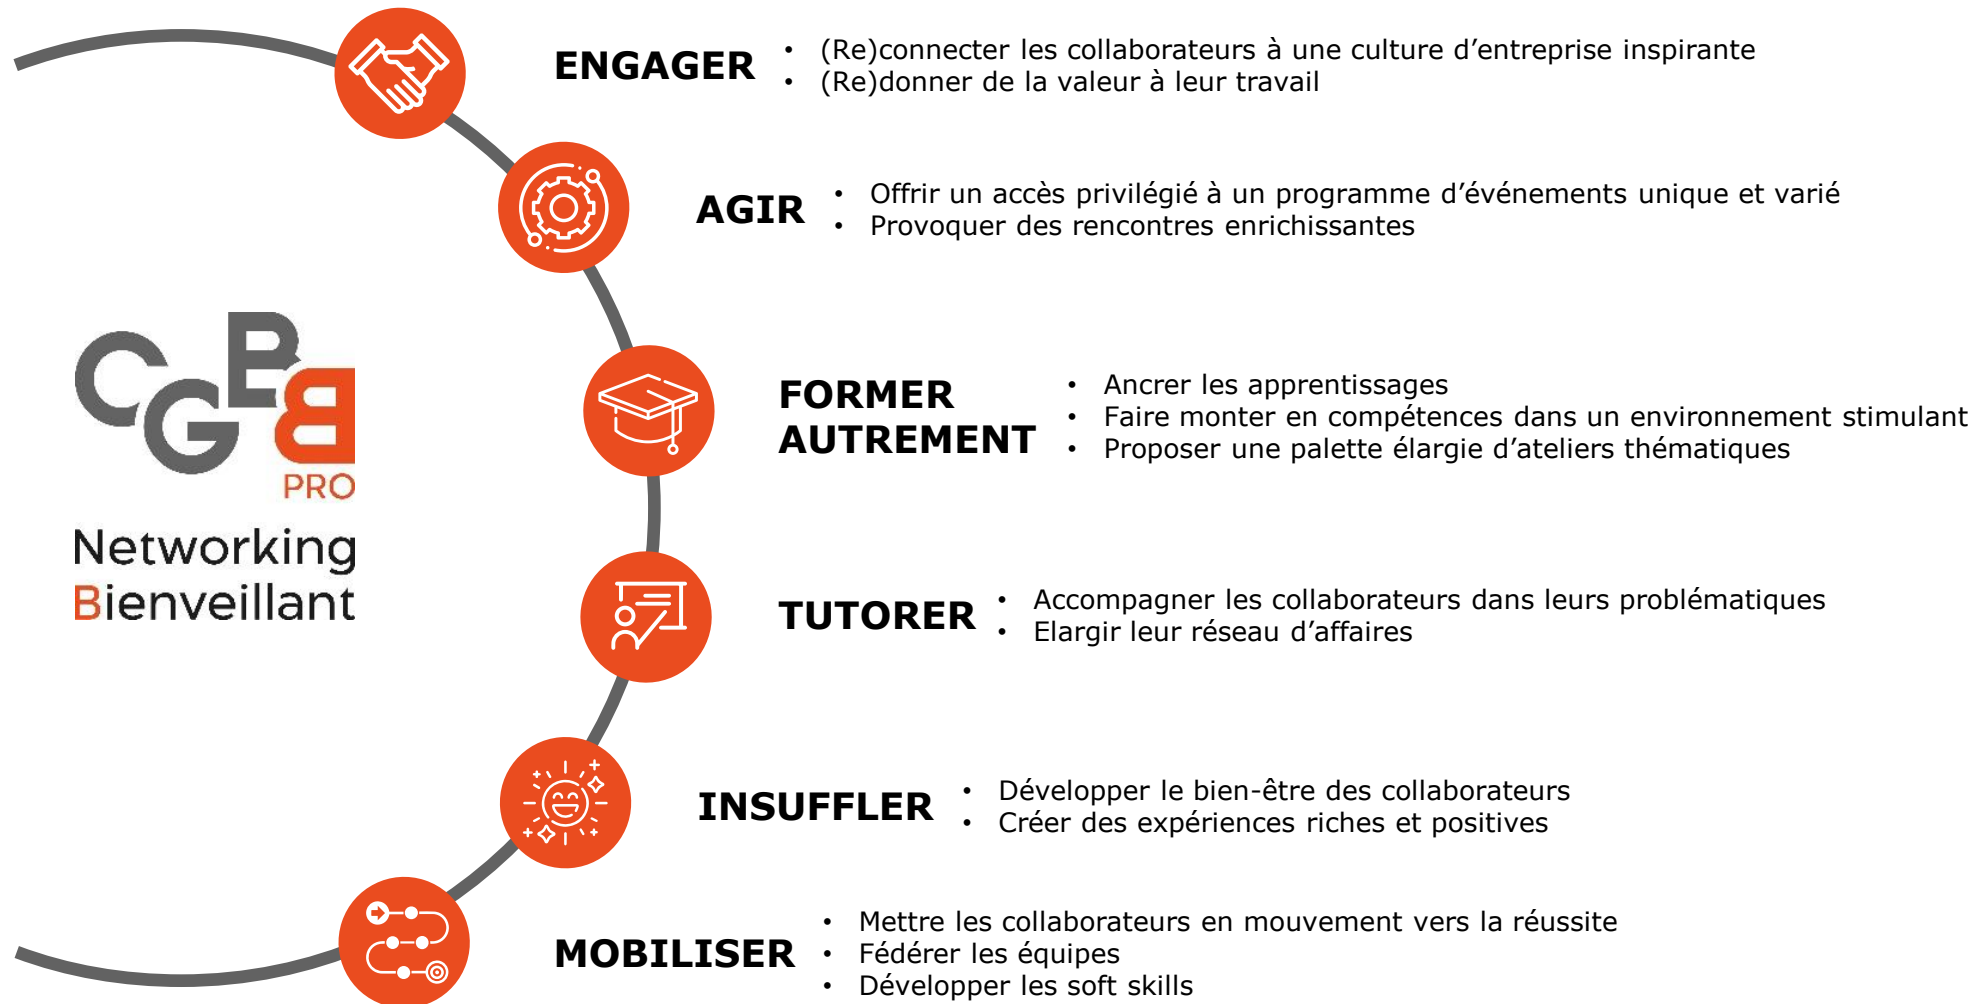 ENGAGER
• (Re)connecter les collaborateurs à une culture d’entreprise inspirante
• (Re)donner de la valeur à leur travail
AGIR
• Offrir un accès privilégié à un programme d’événements unique et varié
• Provoquer des rencontres enrichissantes
CGBB
PRO
Networking
Bienveillant
FORMER
AUTREMENT
• Ancrer les apprentissages
• Faire monter en compétences dans un environnement stimulant
• Proposer une palette élargie d’ateliers thématiques
TUTORER
• Accompagner les collaborateurs dans leurs problématiques
• Elargir leur réseau d’affaires
INSUFFLER
• Développer le bien-être des collaborateurs
• Créer des expériences riches et positives
MOBILISER
• Mettre les collaborateurs en mouvement vers la réussite
• Fédérer les équipes
• Développer les soft skills